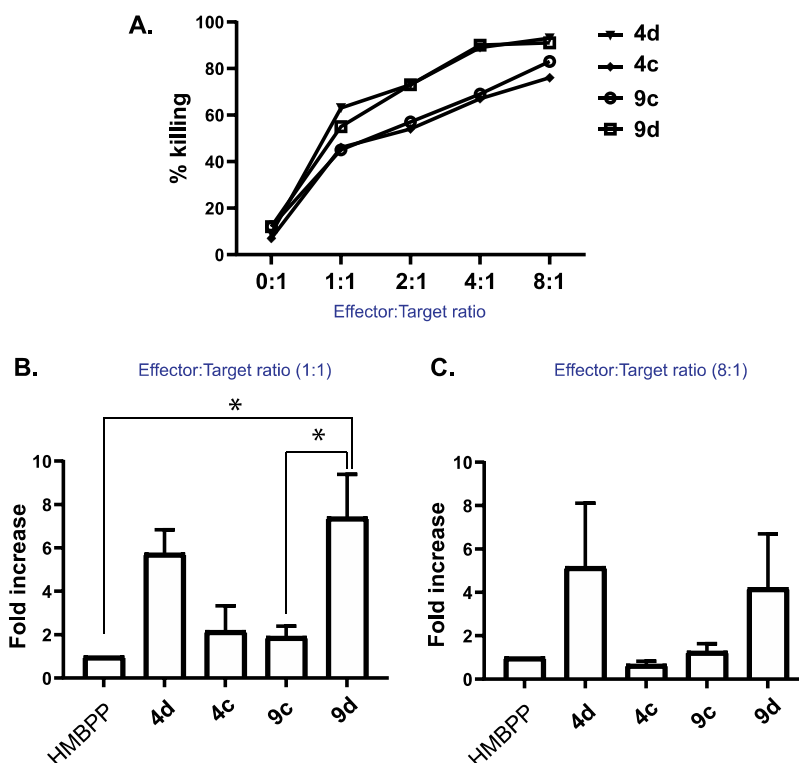 A.
% killing
100
80
60
40
20
0
0:1 1:1 2:1 4:1 8:1
Effector:Target ratio
4d
4c
9c
9d
B.
Effector:Target ratio (1:1)
*
*
Fold increase
10
8
6
4
2
0
HMBPP 4d 4c 9c 9d
C.
Effector:Target ratio (8:1)
Fold increase
10
8
6
4
2
0
HMBPP 4d 4c 9c 9d